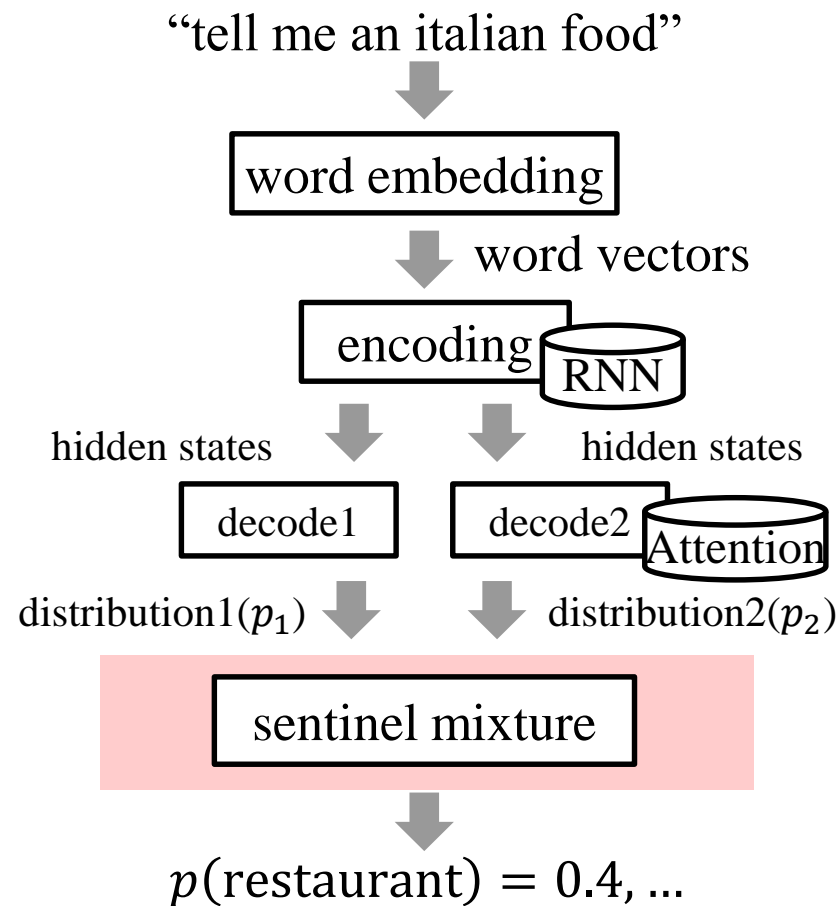 “tell me an italian food”
word embedding
word vectors
encoding
RNN
hidden states
hidden states
decode1
decode2
Attention
distribution1(𝑝₁)
distribution2(𝑝₂)
sentinel mixture
𝑝(restaurant) = 0.4, …